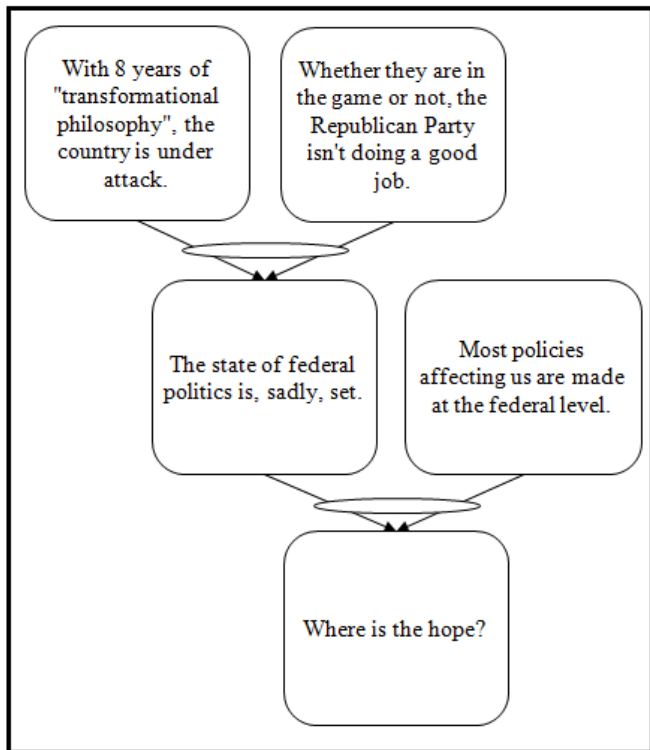 With 8 years of
"transformational
philosophy", the
country is under
attack.
Whether they are in
the game or not, the
Republican Party
isn't doing a good
job.
The state of federal
politics is, sadly, set.
Most policies
affecting us are made
at the federal level.
Where is the hope?